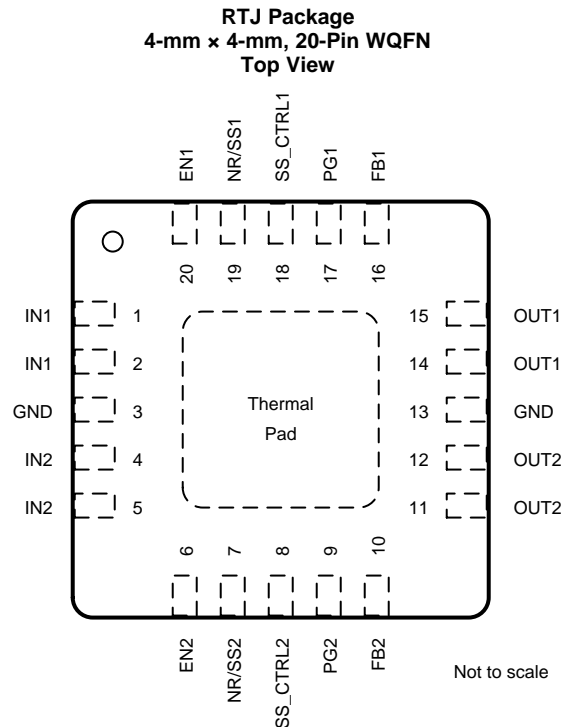 RTJ Package
4-mm × 4-mm, 20-Pin WQFN
Top View
EN1
NR/SS1
SS_CTRL1
PG1
FB1
20
19
18
17
16
IN1
1
15
OUT1
IN1
2
14
OUT1
GND
3
Thermal
Pad
13
GND
IN2
4
12
OUT2
IN2
5
11
OUT2
6
7
8
9
10
EN2
NR/SS2
SS_CTRL2
PG2
FB2
Not to scale